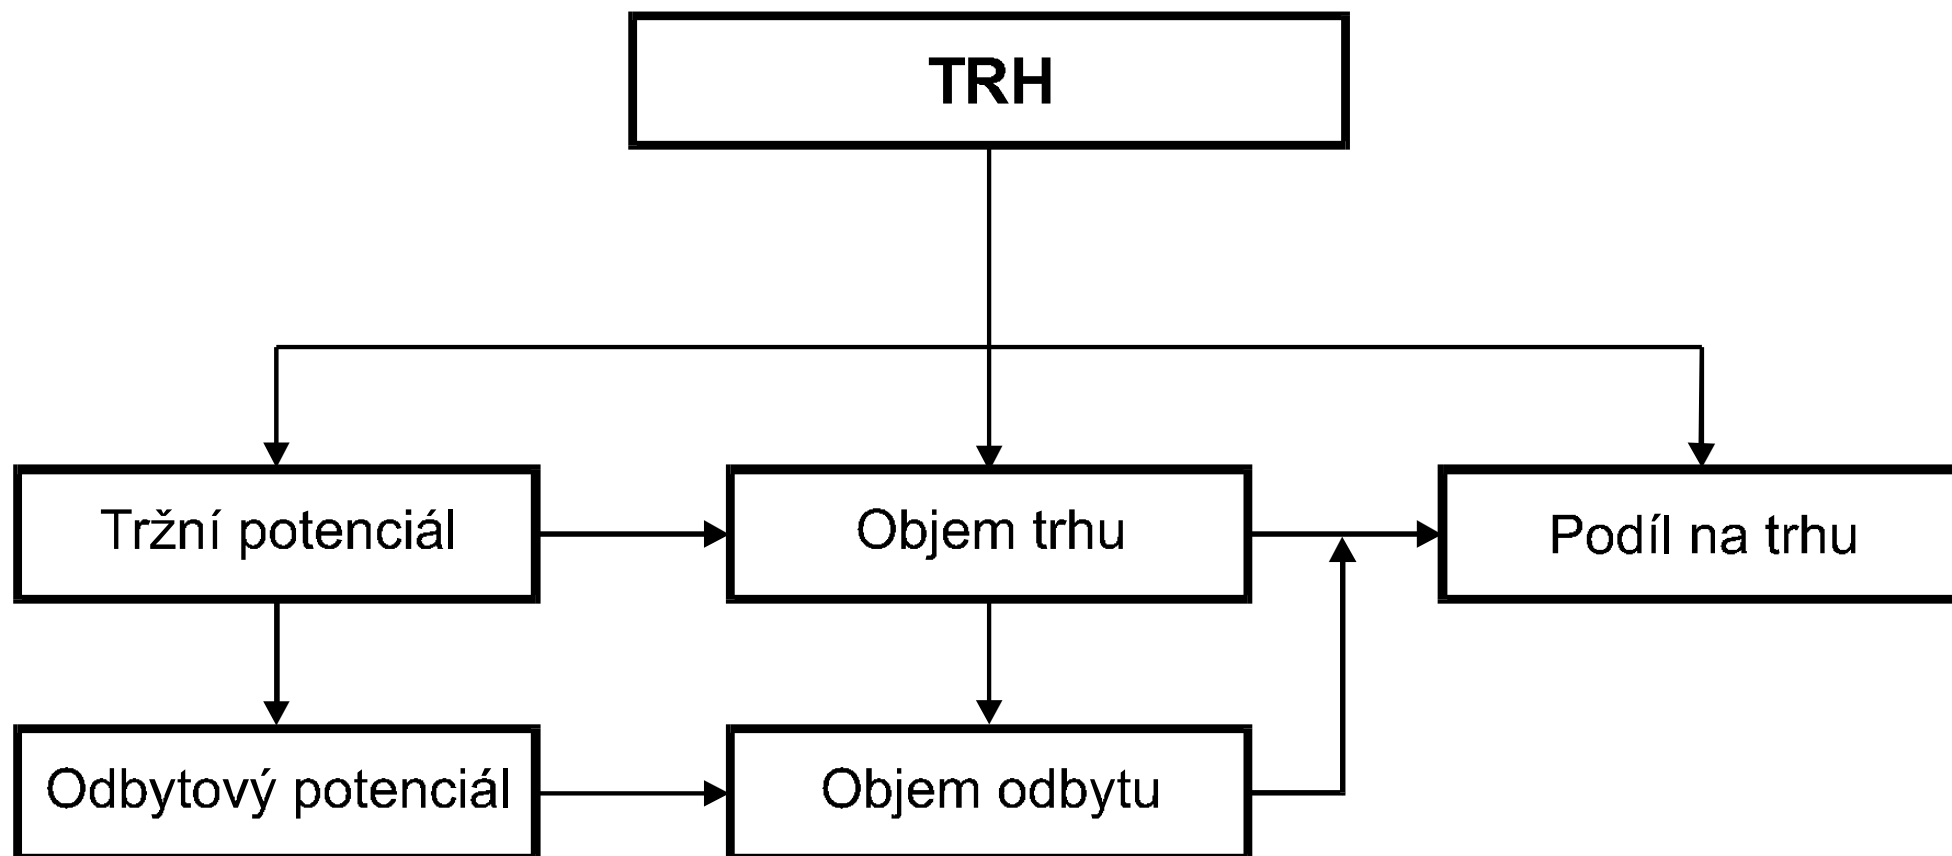 TRH
Tržní potenciál
Objem trhu
Podíl na trhu
Odbytový potenciál
Objem odbytu